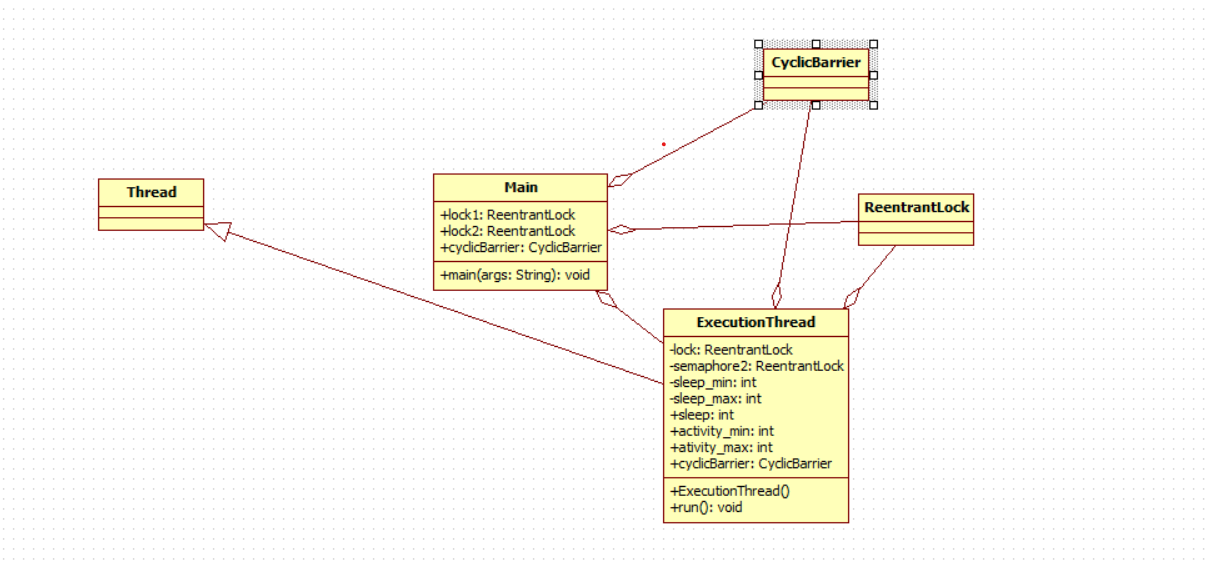 CyclicBarrier
Thread
Main
+lock1: ReentrantLock
+lock2: ReentrantLock
+cyclicBarrier: CyclicBarrier
+main(args: String): void
ReentrantLock
ExecutionThread
-lock: ReentrantLock
-semaphore2: ReentrantLock
-sleep_min: int
-sleep_max: int
+sleep: int
+activity_min: int
+ativity_max: int
+cyclicBarrier: CyclicBarrier
+ExecutionThread()
+run(): void